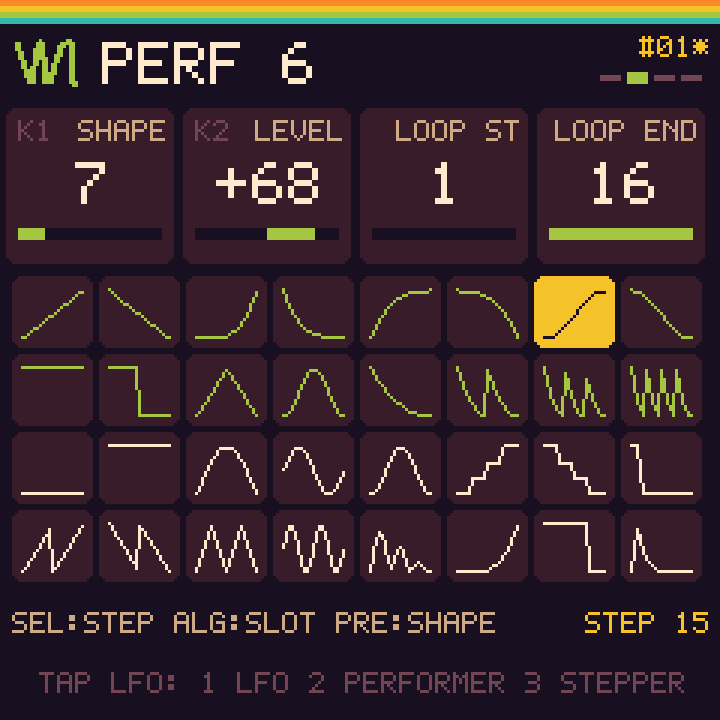 PERF 6
#01*
K1 SHAPE
7
K2 LEVEL
+68
LOOP ST
1
LOOP END
16
SEL:STEP ALG:SLOT PRE:SHAPE STEP 15
TAP LFO: 1 LFO 2 PERFORMER 3 STEPPER